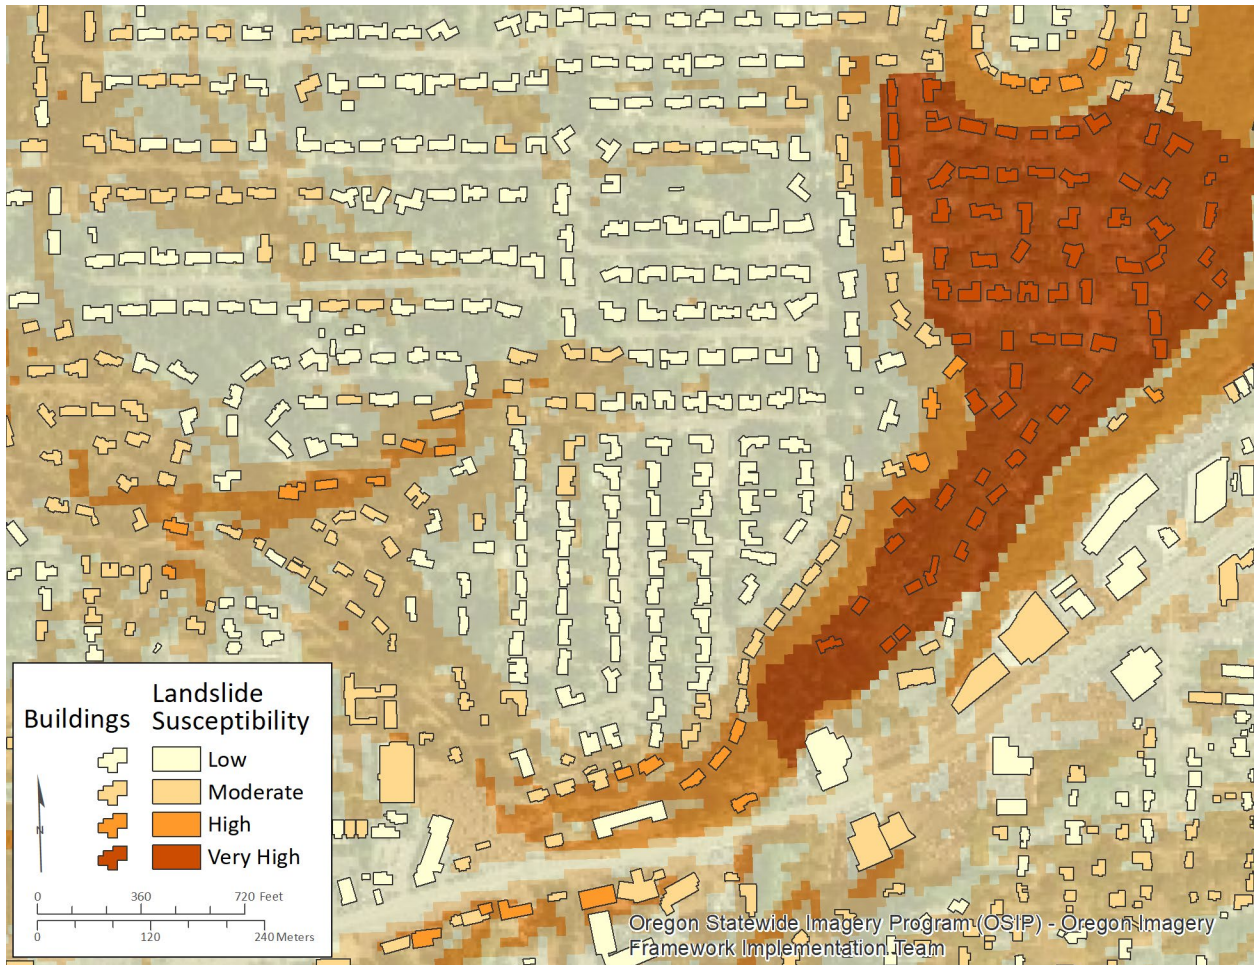 Buildings
Landslide
Susceptibility
Low
Moderate
High
Very High
N
0 360 720 Feet
0 120 240 Meters
Oregon Statewide Imagery Program (OSIP) - Oregon Imagery
Framework Implementation Team